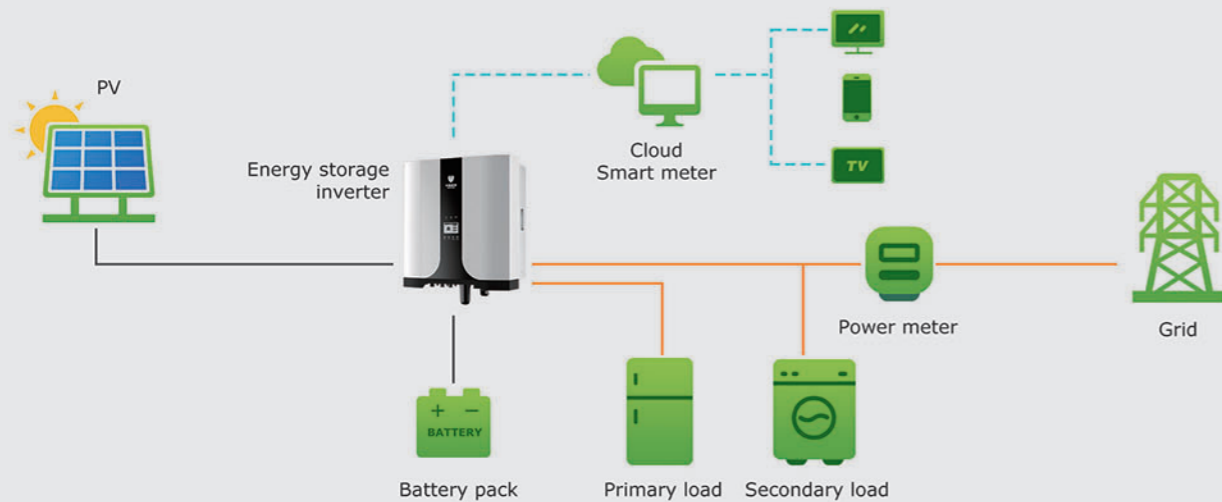 PV
Energy storage
inverter
Cloud
Smart meter
TV
Power meter
Grid
+ −
BATTERY
Battery pack
Primary load
Secondary load